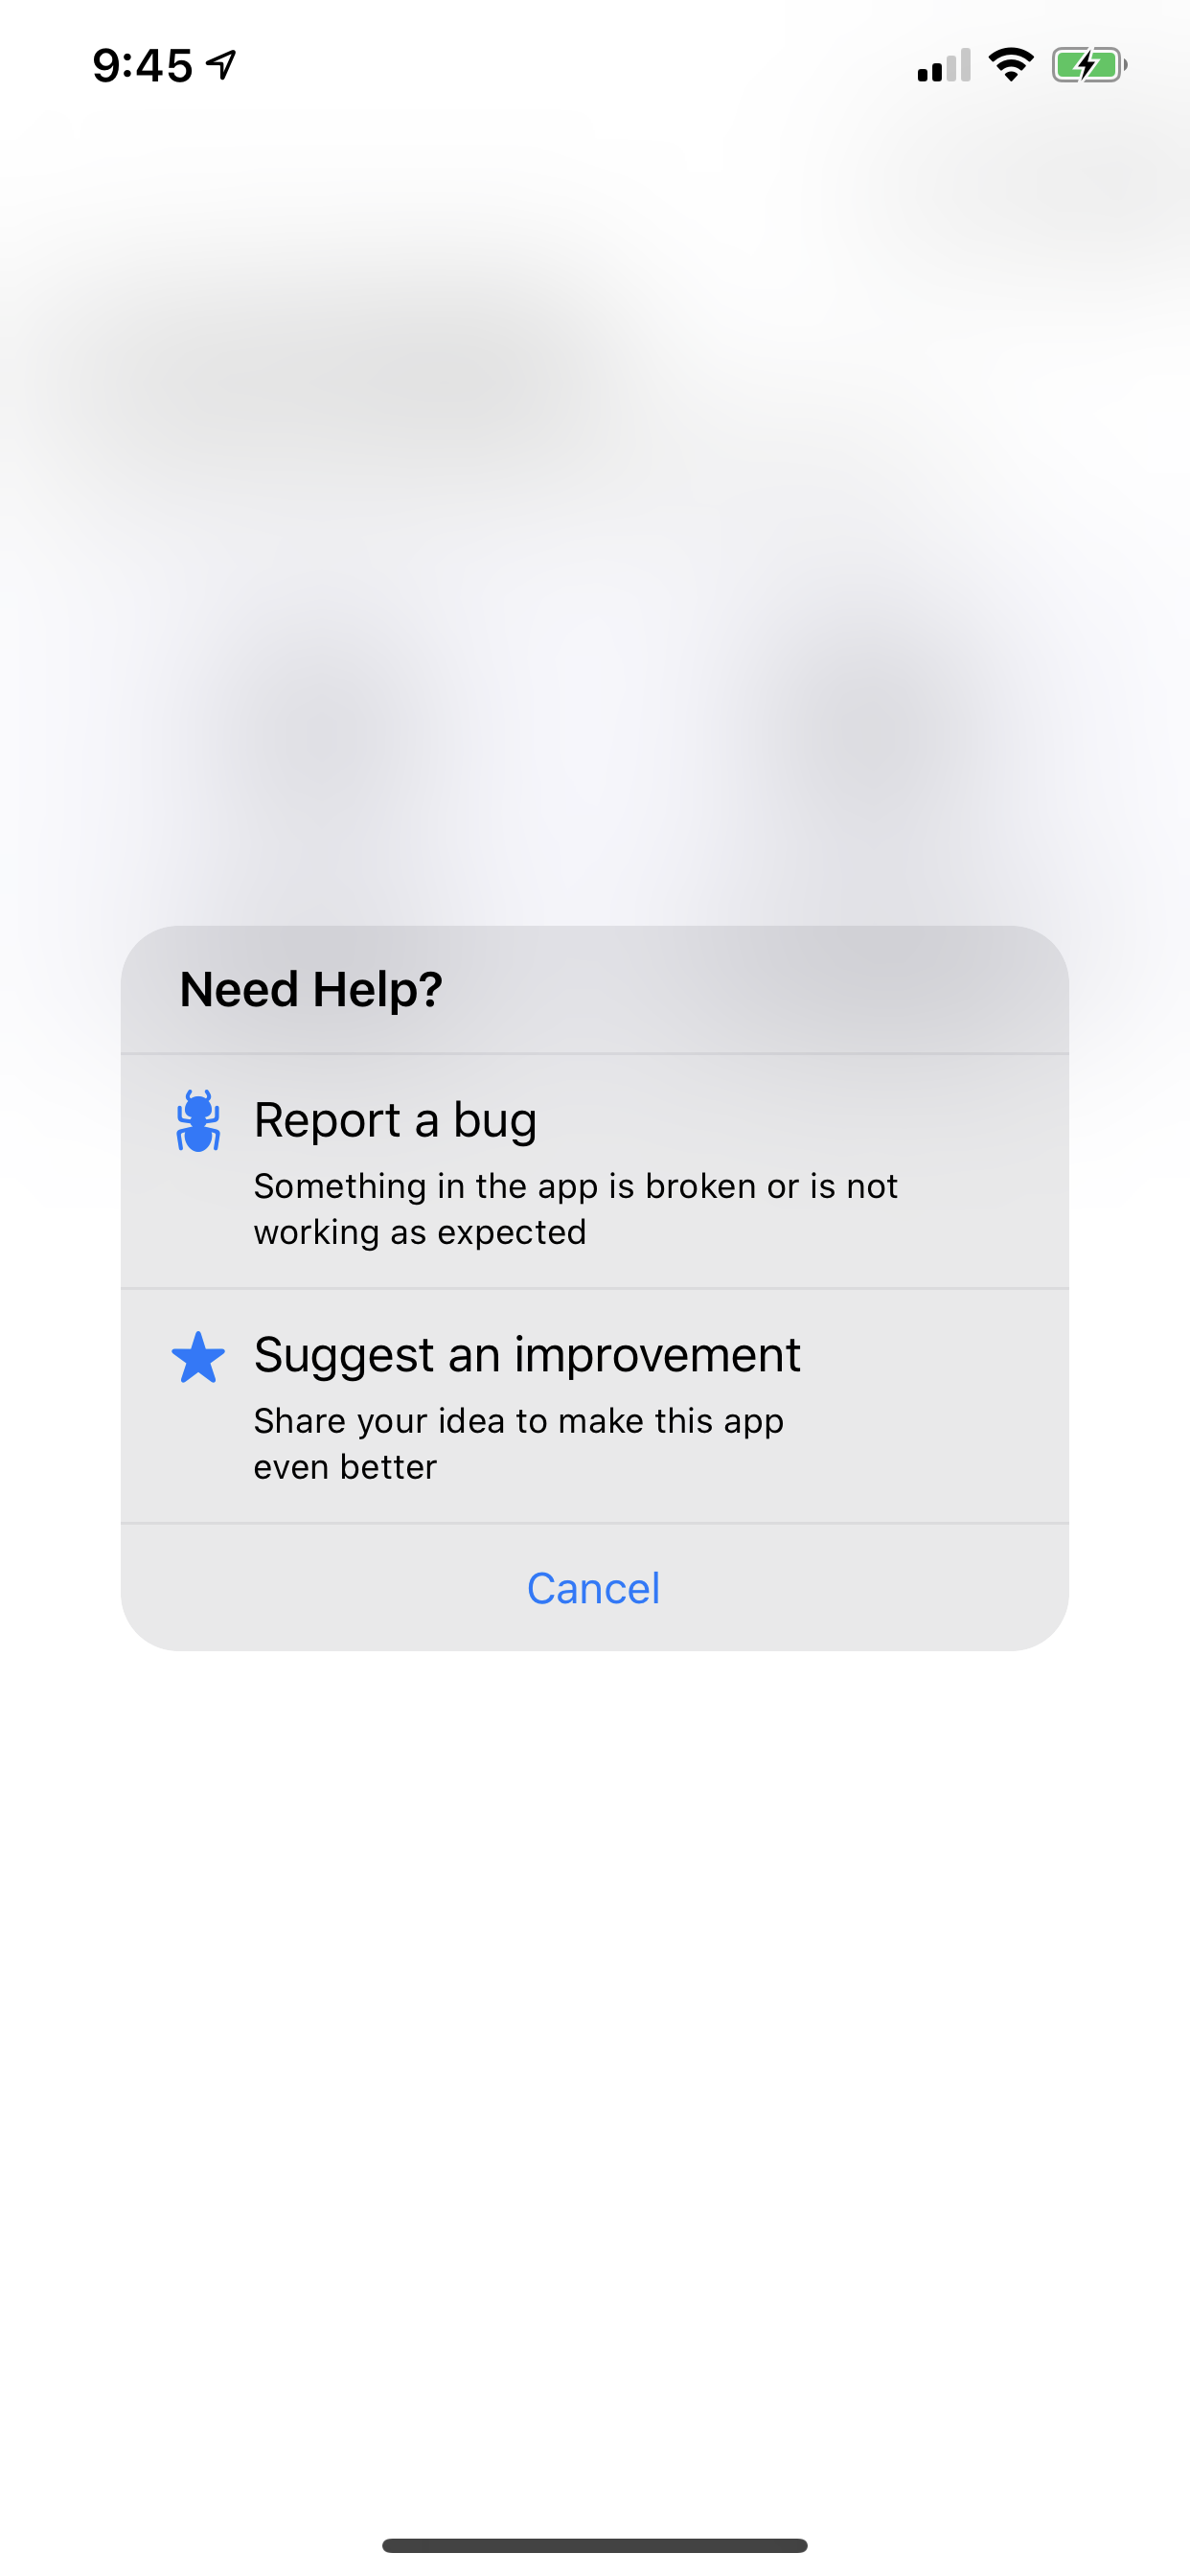 9:45
Need Help?
Report a bug
Something in the app is broken or is not
working as expected
Suggest an improvement
Share your idea to make this app
even better
Cancel